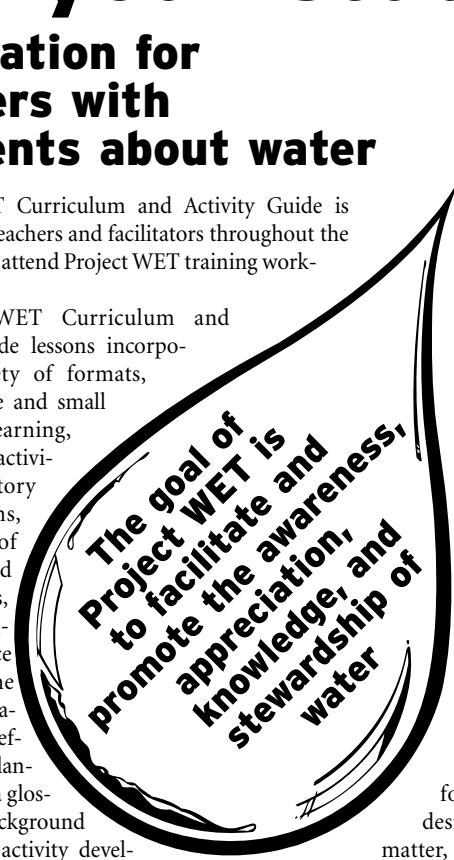 ation for
ers with
ents about water
T Curriculum and Activity Guide is
eachers and facilitators throughout the
attend Project WET training work-
WET Curriculum and
de lessons incorpo-
ety of formats,
e and small
earning,
activi-
tory
ns,
of
d
s,
te
ne
a-
ef-
lan-
glos-
ckground
activity devel-
The goal of
Project WET is
to facilitate and
promote the awareness,
appreciation,
knowledge, and
stewardship of
water
fo
des
matter,